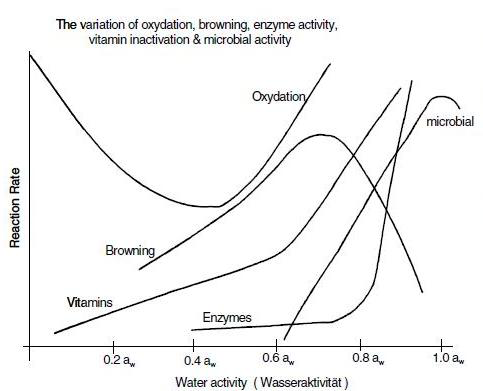 The variation of oxydation, browning, enzyme activity,
vitamin inactivation & microbial activity
Oxydation
microbial
Reaction Rate
Browning
Vitamins
Enzymes
0.2 aw
0.4 aw
0.6 aw
0.8 aw
1.0 aw
Water activity ( Wasseraktivität )